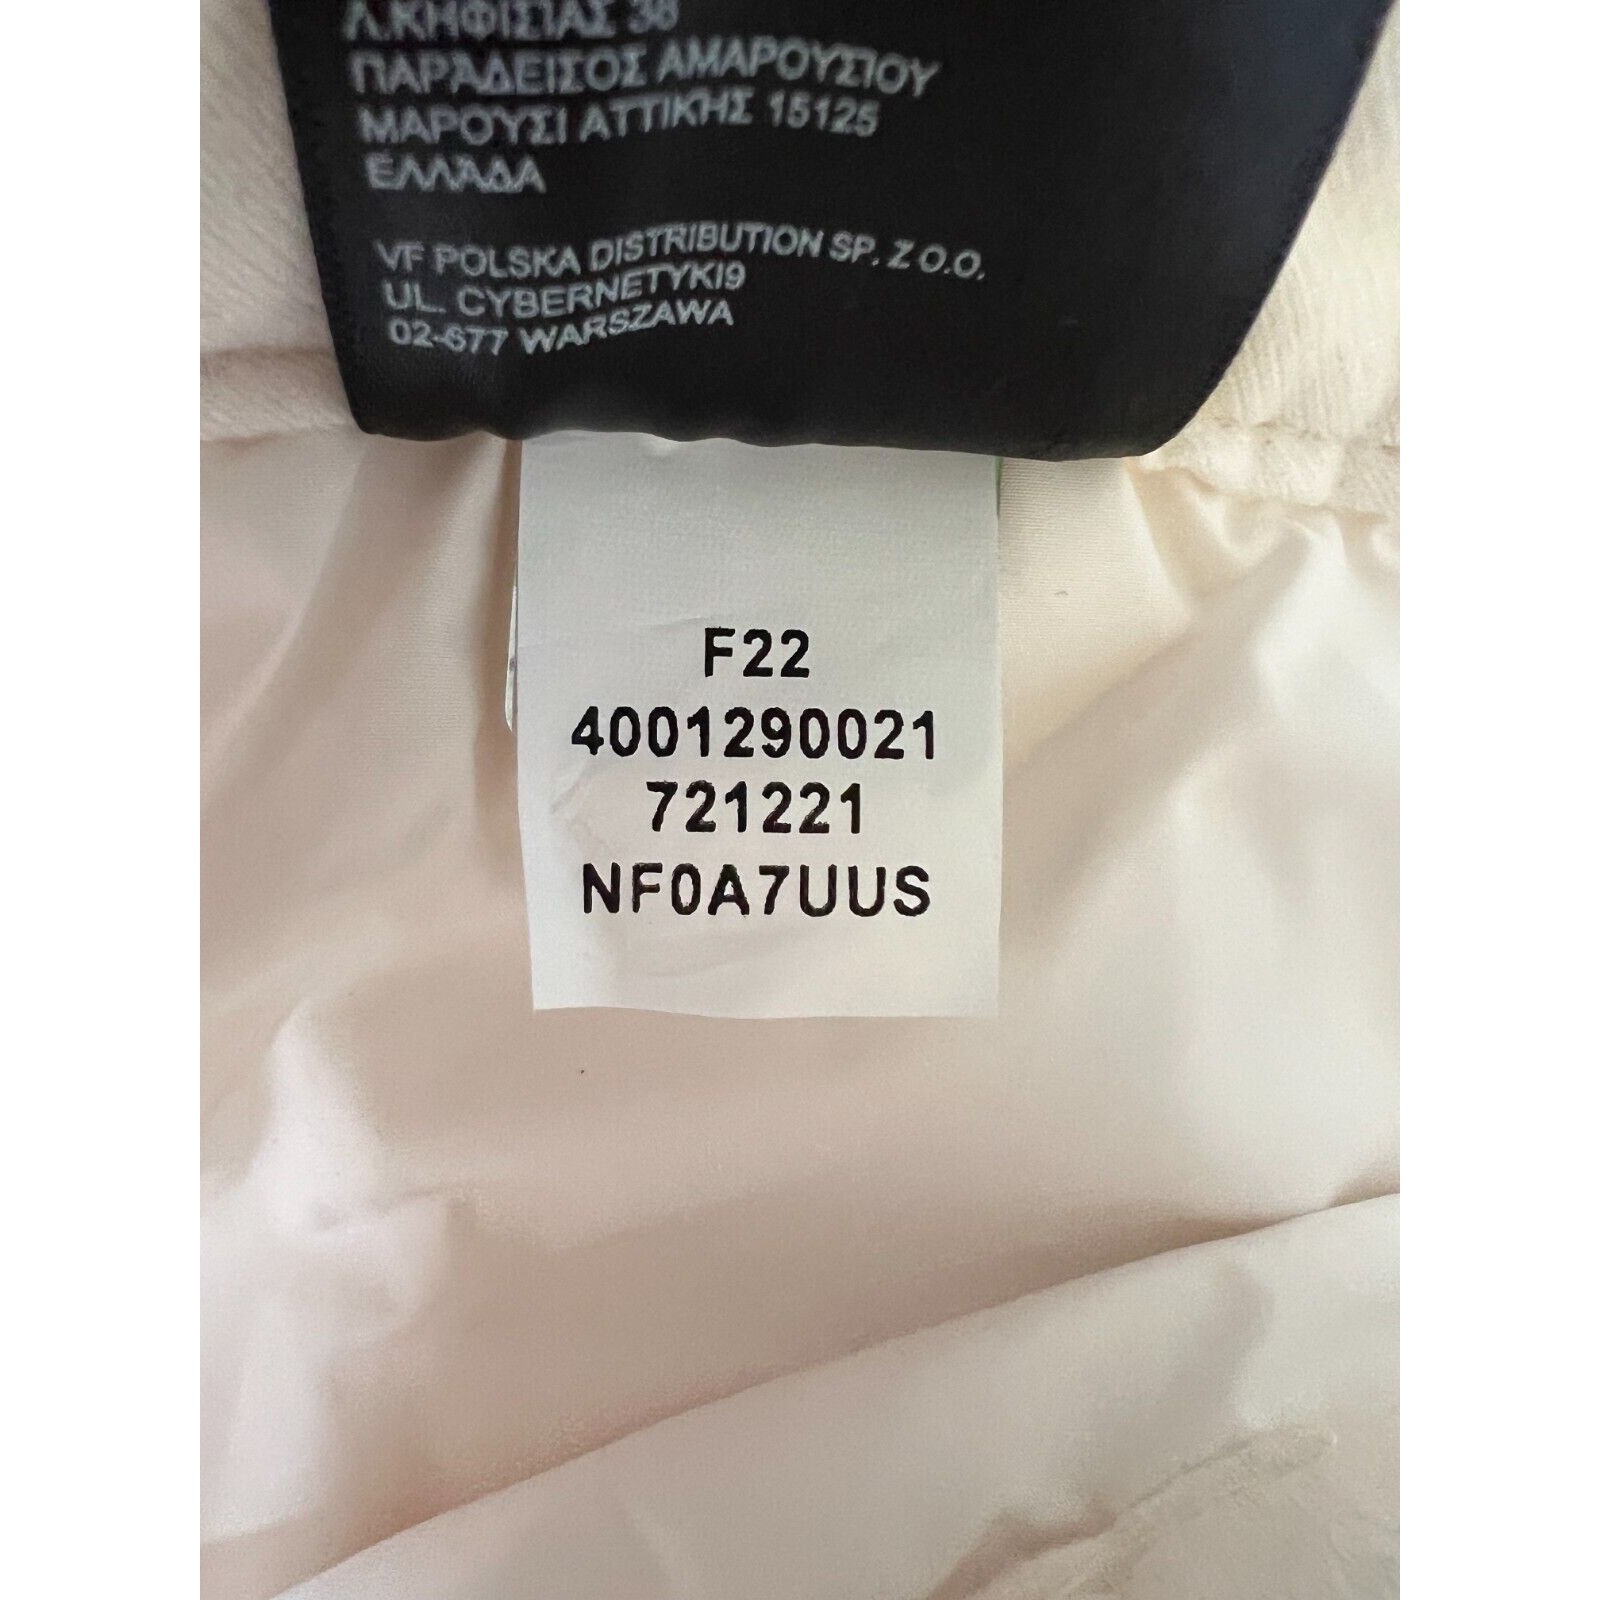 Λ.ΚΗΦΙΣΙΑΣ 38
ΠΑΡΑΔΕΙΣΟΣ ΑΜΑΡΟΥΣΙΟΥ
ΜΑΡΟΥΣΙ ΑΤΤΙΚΗΣ 15125
ΕΛΛΑΔΑ
VF POLSKA DISTRIBUTION SP. Z O.O.
UL. CYBERNETYKI9
02-677 WARSZAWA
F22
4001290021
721221
NF0A7UUS